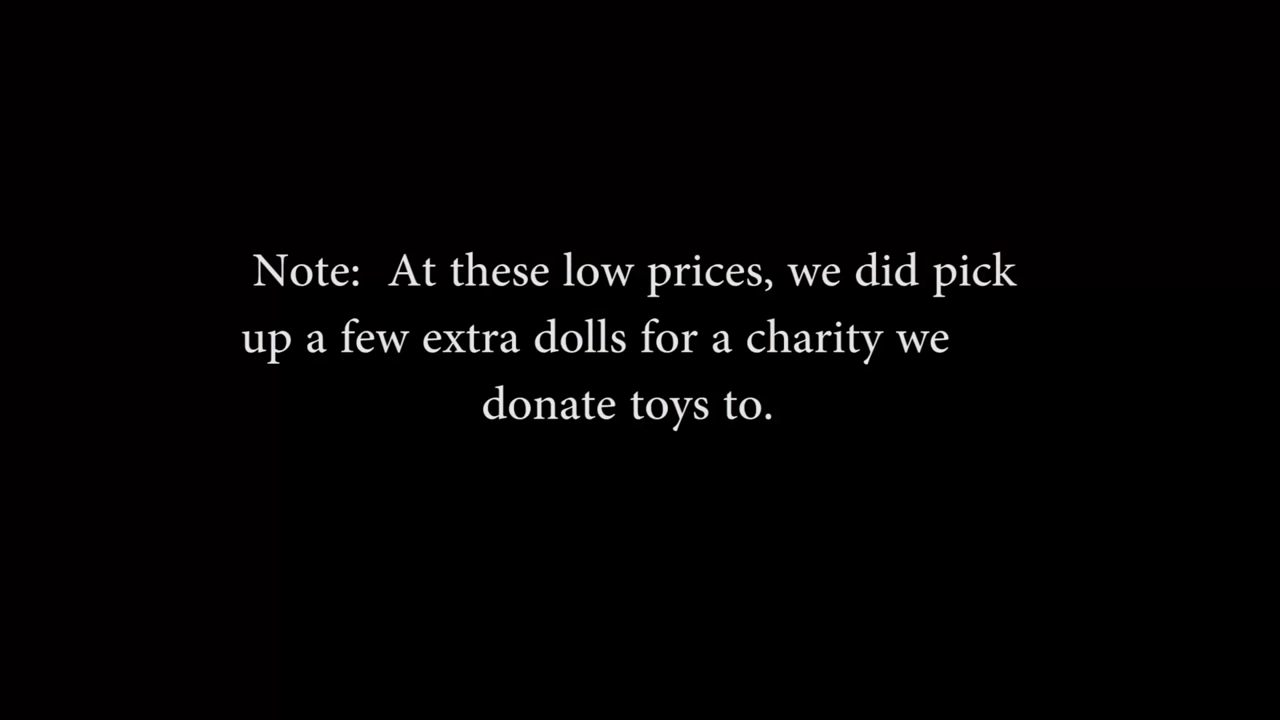 Note:  At these low prices, we did pick
up a few extra dolls for a charity we
donate toys to.